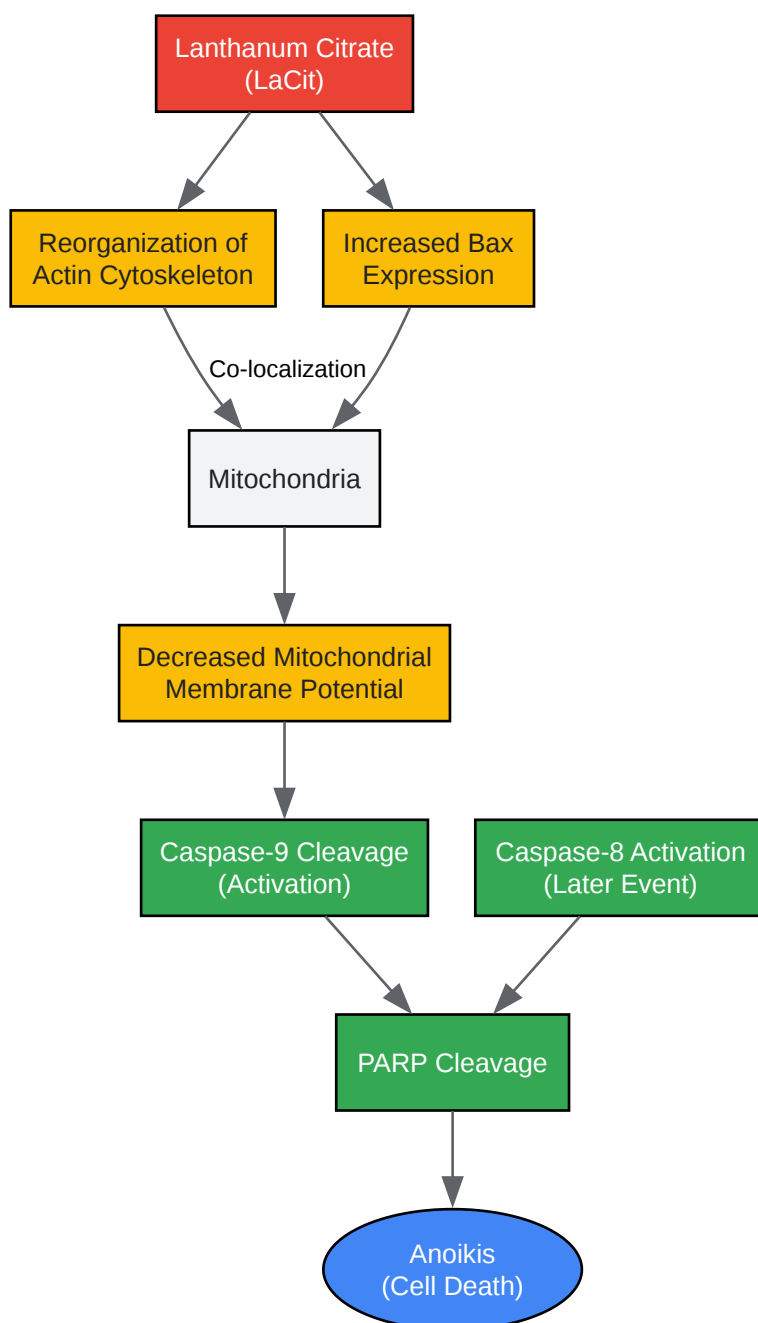 Lanthanum Citrate
(LaCit)
Reorganization of
Actin Cytoskeleton
Increased Bax
Expression
Co-localization
Mitochondria
Decreased Mitochondrial
Membrane Potential
Caspase-9 Cleavage
(Activation)
Caspase-8 Activation
(Later Event)
PARP Cleavage
Anoikis
(Cell Death)